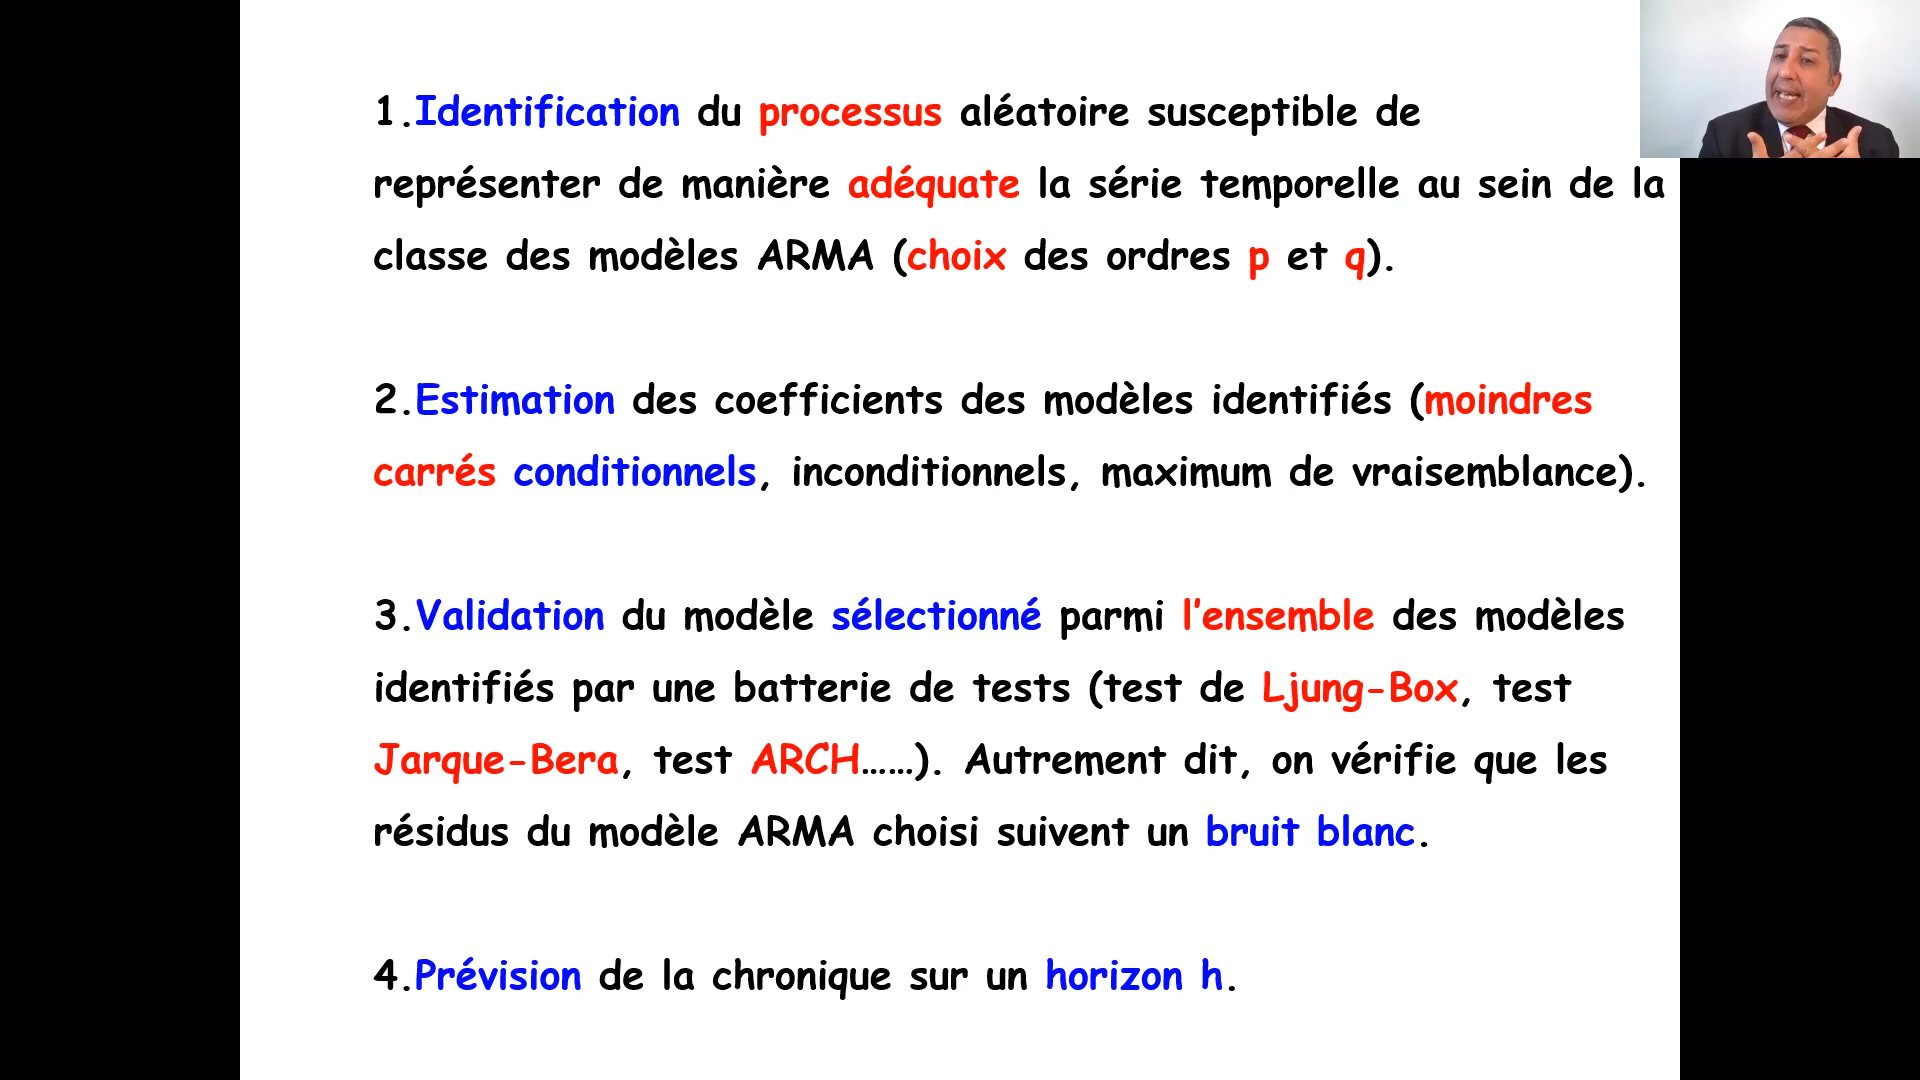 1.Identification du processus aléatoire susceptible de
représenter de manière adéquate la série temporelle au sein de la
classe des modèles ARMA (choix des ordres p et q).
2.Estimation des coefficients des modèles identifiés (moindres
carrés conditionnels, inconditionnels, maximum de vraisemblance).
3.Validation du modèle sélectionné parmi l'ensemble des modèles
identifiés par une batterie de tests (test de Ljung-Box, test
Jarque-Bera, test ARCH……). Autrement dit, on vérifie que les
résidus du modèle ARMA choisi suivent un bruit blanc.
4.Prévision de la chronique sur un horizon h.